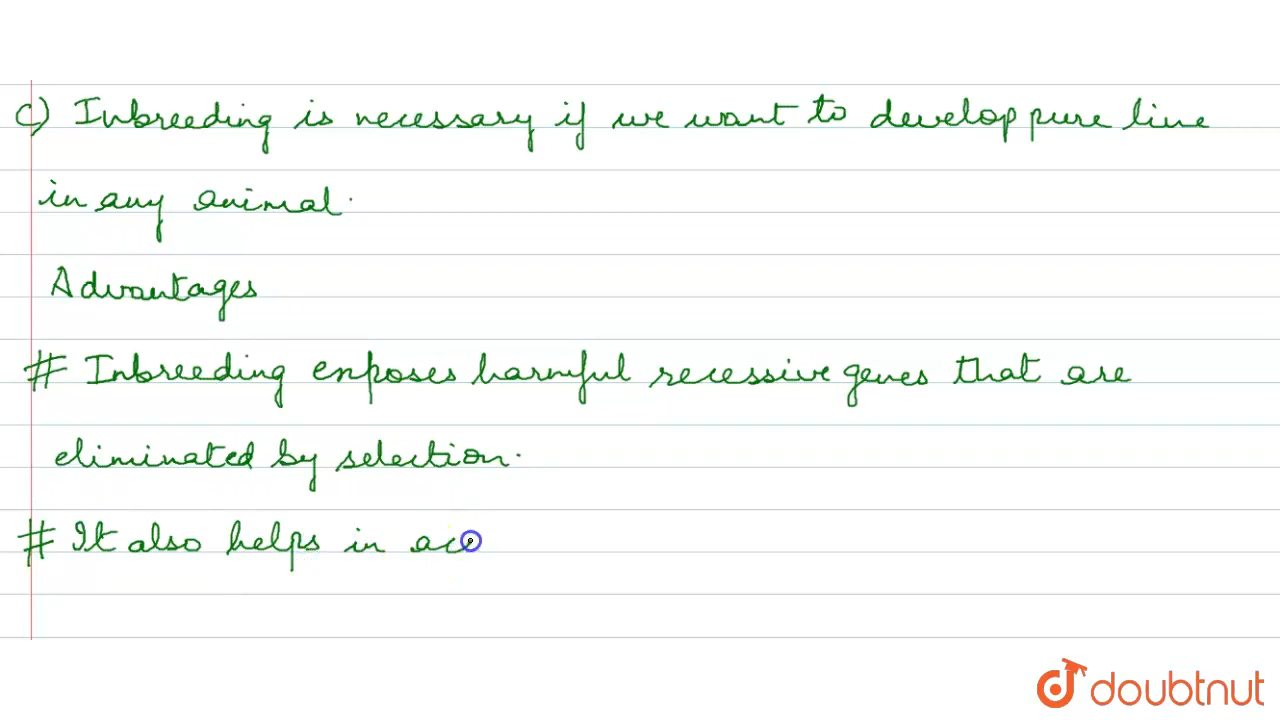 c) Inbreeding is necessary if we want to develop pure line
in any animal.
Advantages
# Inbreeding exposes harmful recessive genes that are
eliminated by selection.
# It also helps in acc
doubtnut